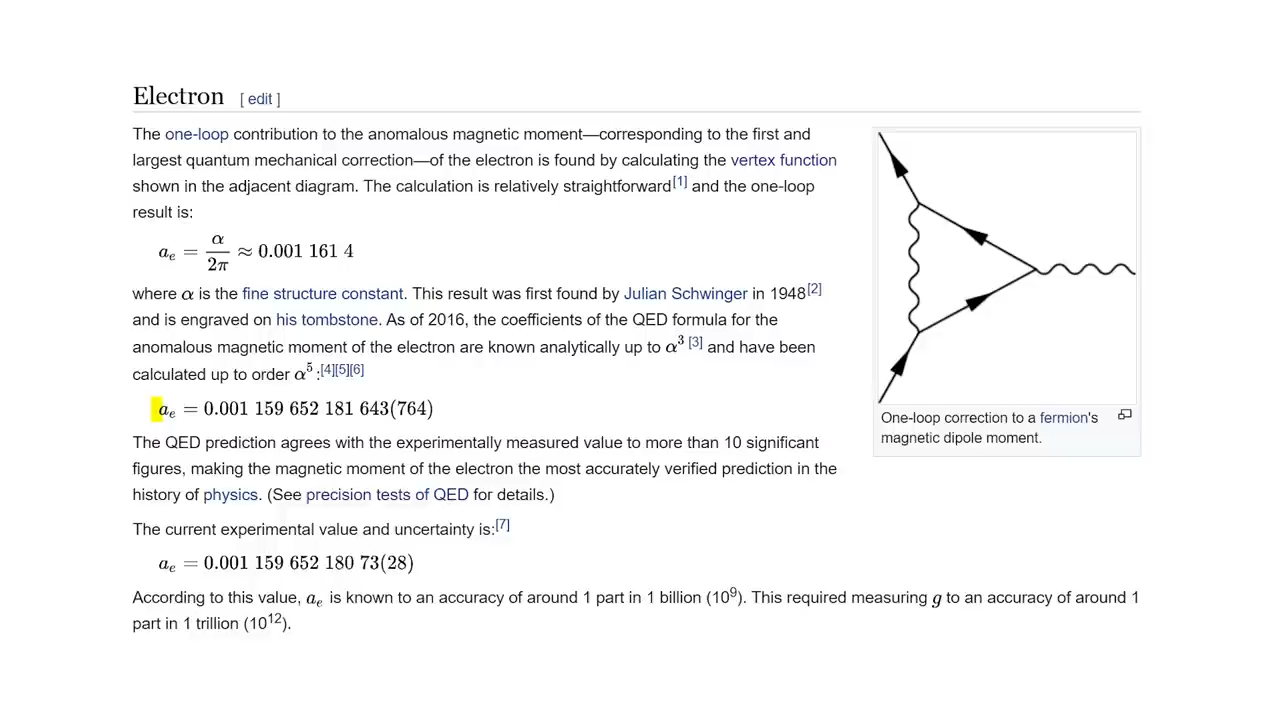 Electron [ edit ]
The one-loop contribution to the anomalous magnetic moment—corresponding to the first and
largest quantum mechanical correction—of the electron is found by calculating the vertex function
shown in the adjacent diagram. The calculation is relatively straightforward[1] and the one-loop
result is:
aₑ = α/2π ≈ 0.001 161 4
where α is the fine structure constant. This result was first found by Julian Schwinger in 1948[2]
and is engraved on his tombstone. As of 2016, the coefficients of the QED formula for the
anomalous magnetic moment of the electron are known analytically up to α³ [3] and have been
calculated up to order α⁵ :[4][5][6]
aₑ = 0.001 159 652 181 643(764)
The QED prediction agrees with the experimentally measured value to more than 10 significant
figures, making the magnetic moment of the electron the most accurately verified prediction in the
history of physics. (See precision tests of QED for details.)
The current experimental value and uncertainty is:[7]
aₑ = 0.001 159 652 180 73(28)
According to this value, aₑ is known to an accuracy of around 1 part in 1 billion (10⁹). This required measuring g to an accuracy of around 1
part in 1 trillion (10¹²).
One-loop correction to a fermion's
magnetic dipole moment.